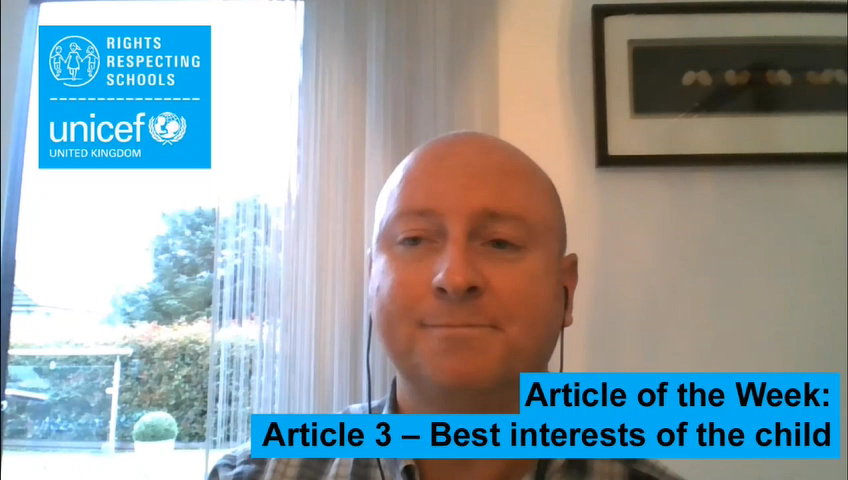 RIGHTS
RESPECTING
SCHOOLS
unicef
UNITED KINGDOM
Article of the Week:
Article 3 – Best interests of the child